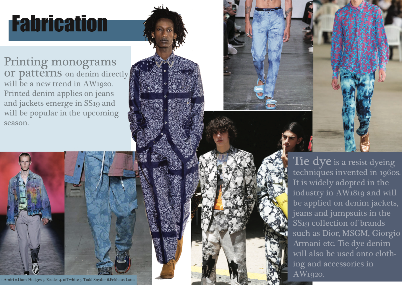 Fabrication
Printing monograms
or patterns on denim directly
will be a new trend in AW1920.
Printed denim applies on jeans
and jackets emerge in SS19 and
will be popular in the upcoming
season.
Tie dye is a resist dyeing
techniques invented in 1960s.
It is widely adopted in the
industry in AW1819 and will
be applied on denim jackets,
jeans and jumpsuits in the
SS19 collection of brands
such as Dior, MSGM, Giorgio
Armani etc. Tie dye denim
will also be used onto cloth-
ing and accessories in
AW1920.